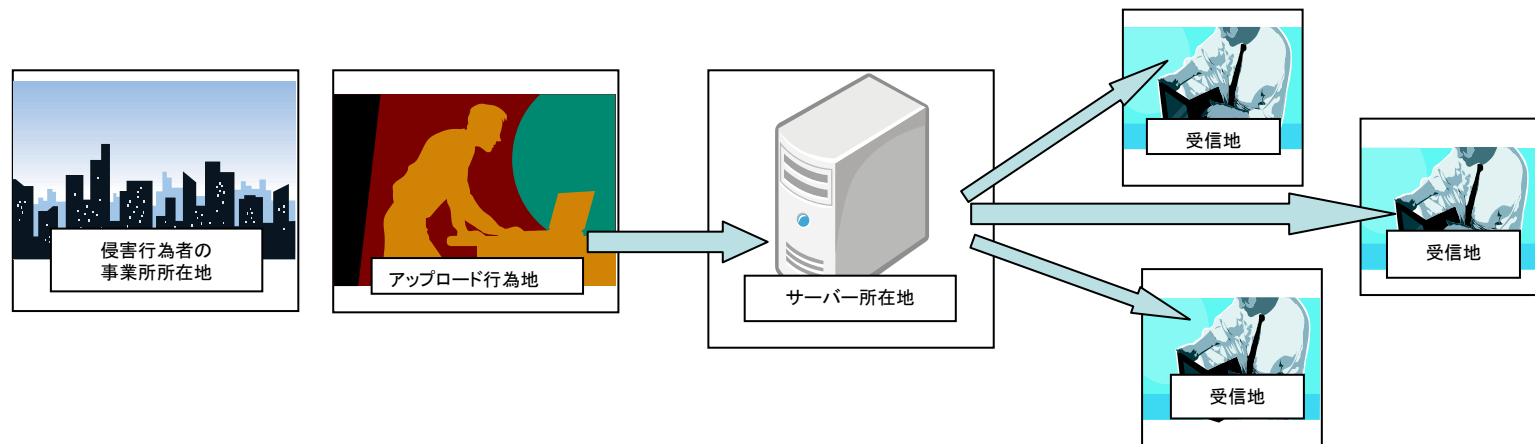 侵害行為者の
事業所所在地
アップロード行為地
サーバー所在地
受信地
受信地
受信地